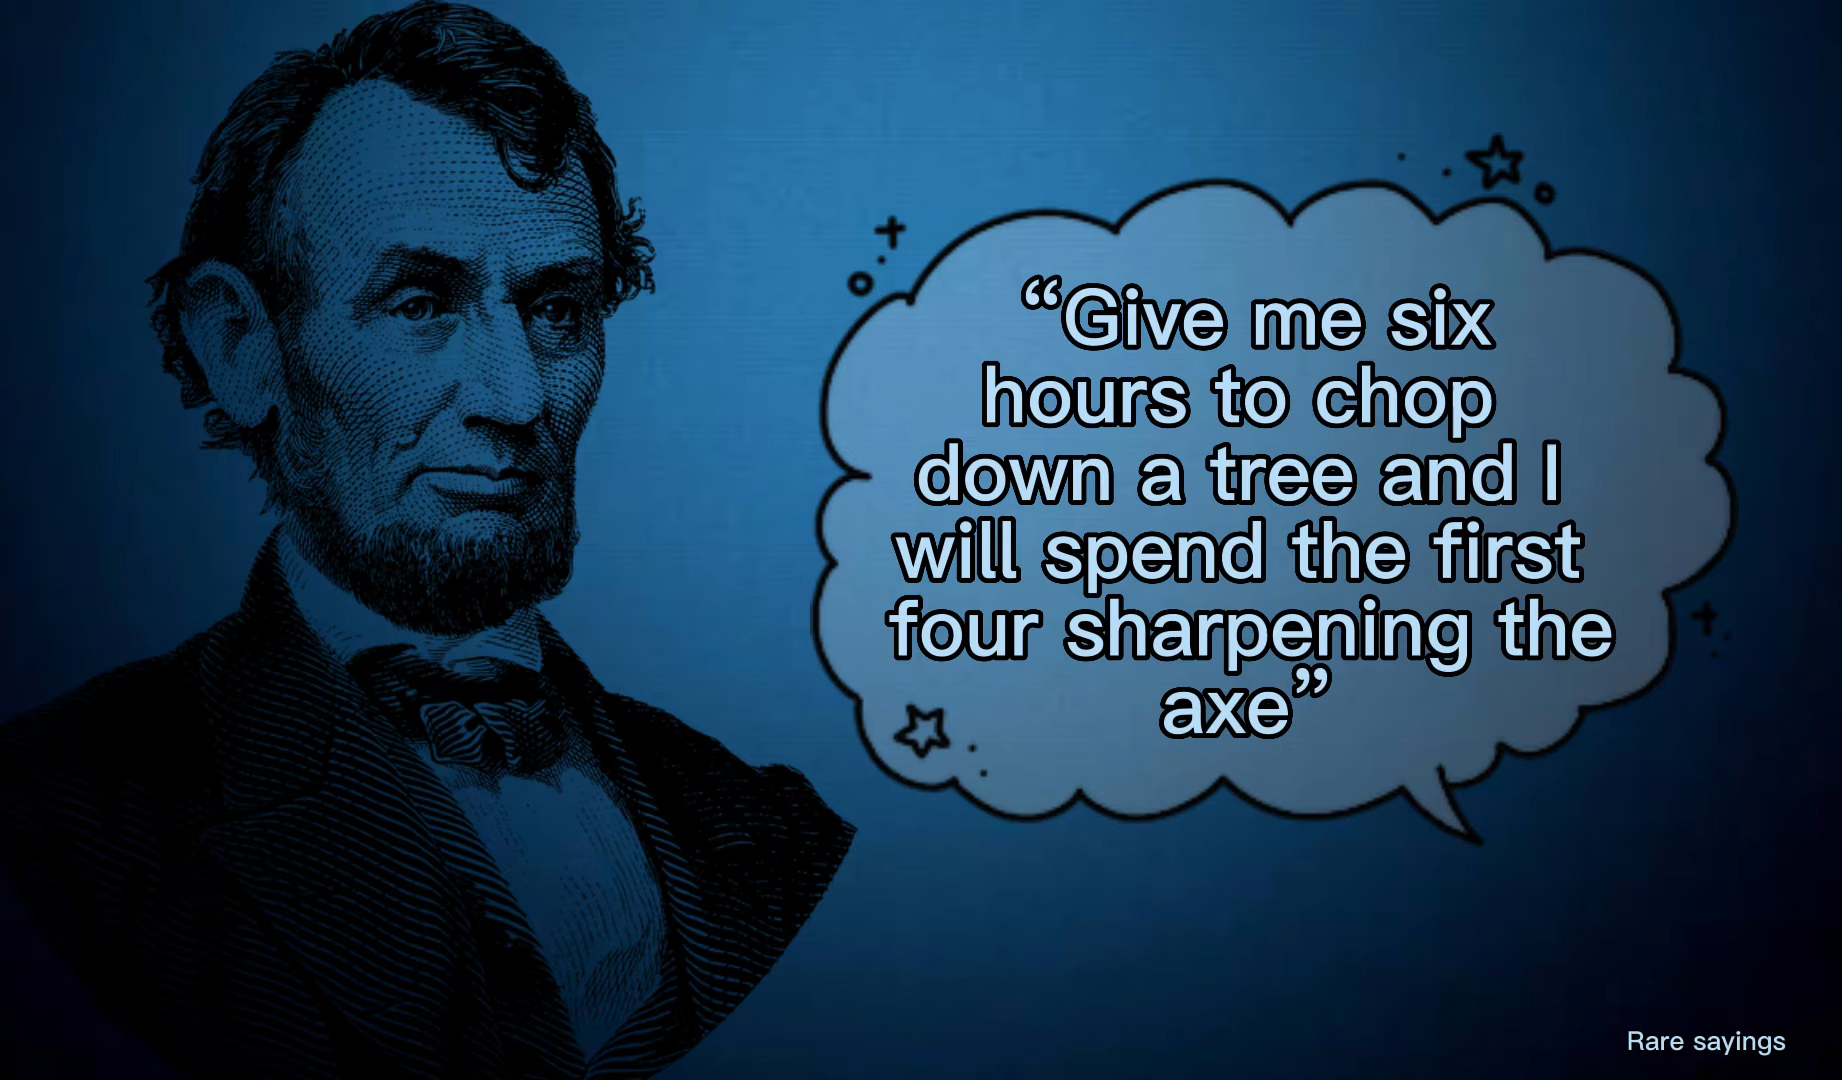 “Give me six
hours to chop
down a tree and I
will spend the first
four sharpening the
axe”
Rare sayings